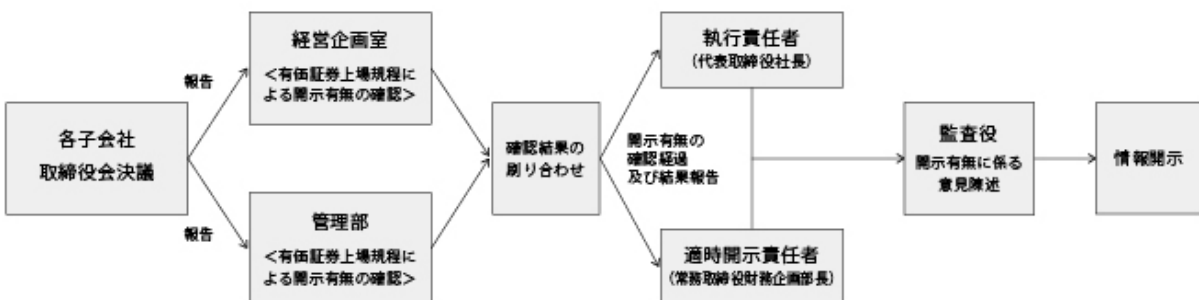 各子会社
取締役会決議
報告
報告
経営企画室
<有価証券上場規程に
よる開示有無の確認>
管理部
<有価証券上場規程に
よる開示有無の確認>
確認結果の
刷り合わせ
開示有無の
確認経過
及び結果報告
執行責任者
(代表取締役社長)
適時開示責任者
(常務取締役財務企画部長)
監査役
開示有無に係る
意見陳述
情報開示